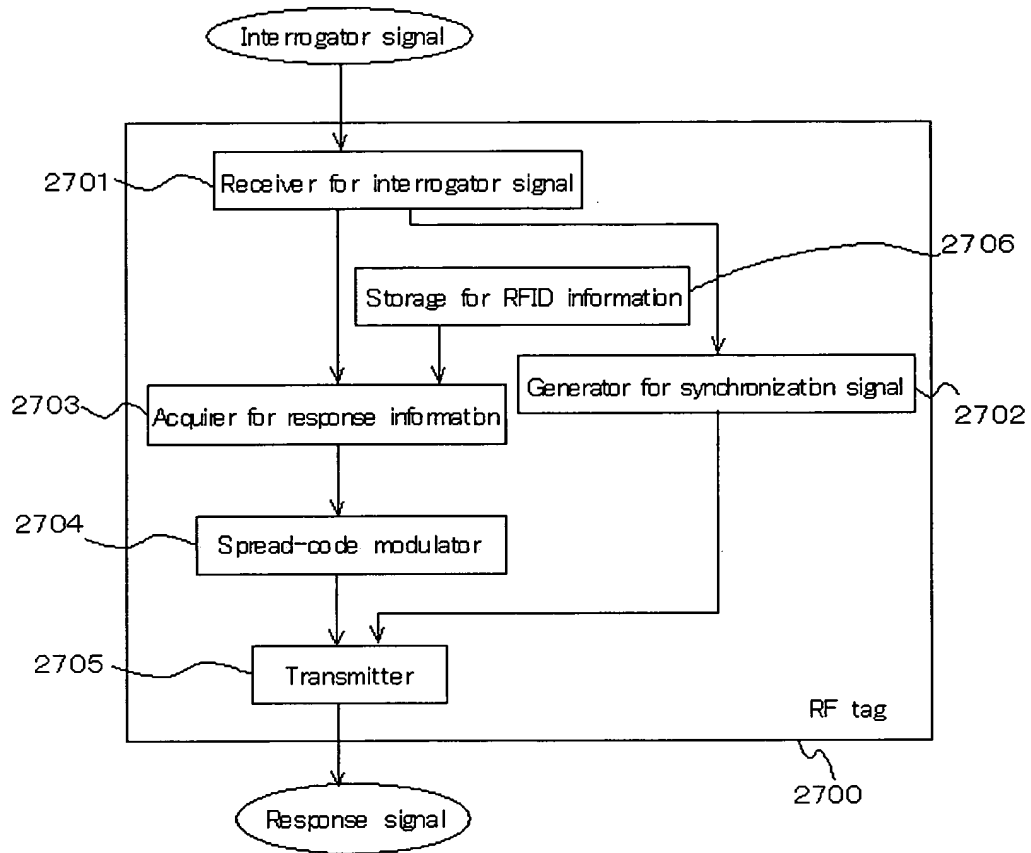 Interrogator signal
2701
Receiver for interrogator signal
2706
Storage for RFID information
2703
Acquirer for response information
Generator for synchronization signal
2702
2704
Spread-code modulator
2705
Transmitter
RF tag
2700
Response signal